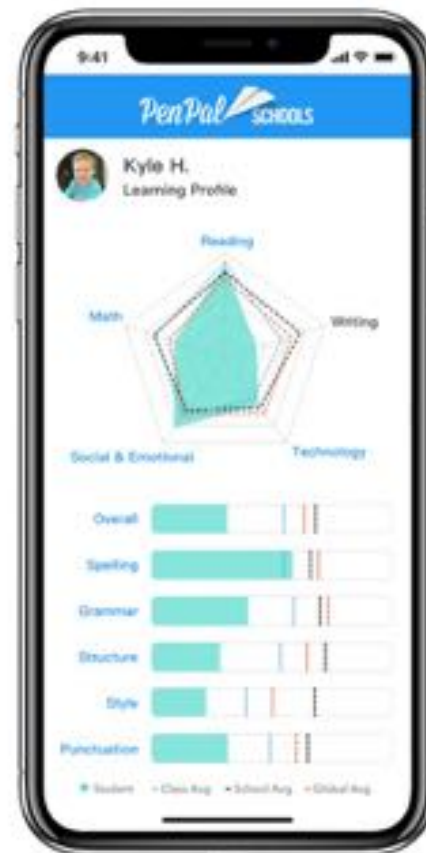 9:41
PenPal SCHOOLS
Kyle H.
Learning Profile
Reading
Math
Writing
Social & Emotional
Technology
Overall
Spelling
Grammar
Structure
Style
Punctuation
Student Class Avg School Avg Global Avg